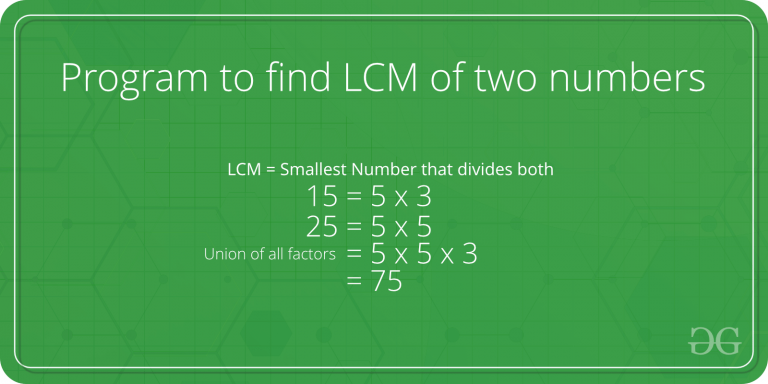 Program to find LCM of two numbers
LCM = Smallest Number that divides both
15 = 5 x 3
25 = 5 x 5
Union of all factors = 5 x 5 x 3
= 75
GG